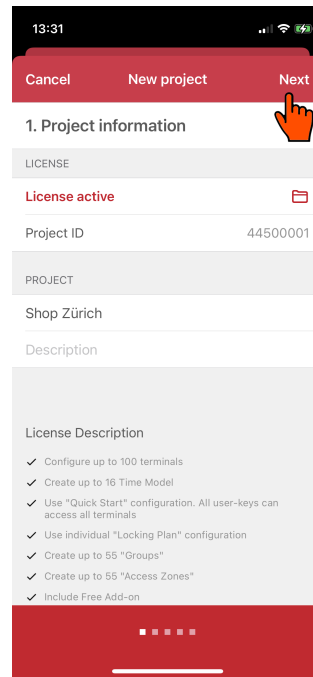 13:31
Cancel New project Next
1. Project information
LICENSE
License active
Project ID 44500001
PROJECT
Shop Zürich
Description
License Description
Configure up to 100 terminals
Create up to 16 Time Model
Use "Quick Start" configuration. All user-keys can
access all terminals
Use individual "Locking Plan" configuration
Create up to 55 "Groups"
Create up to 55 "Access Zones"
Include Free Add-on